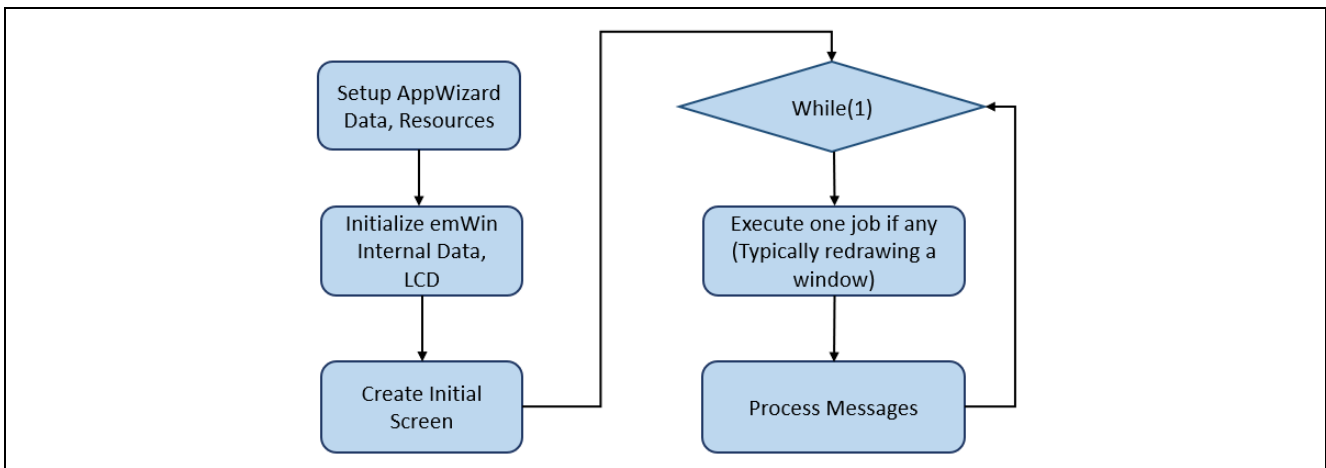 Setup AppWizard
Data, Resources
Initialize emWin
Internal Data,
LCD
Create Initial
Screen
While(1)
Execute one job if any
(Typically redrawing a
window)
Process Messages